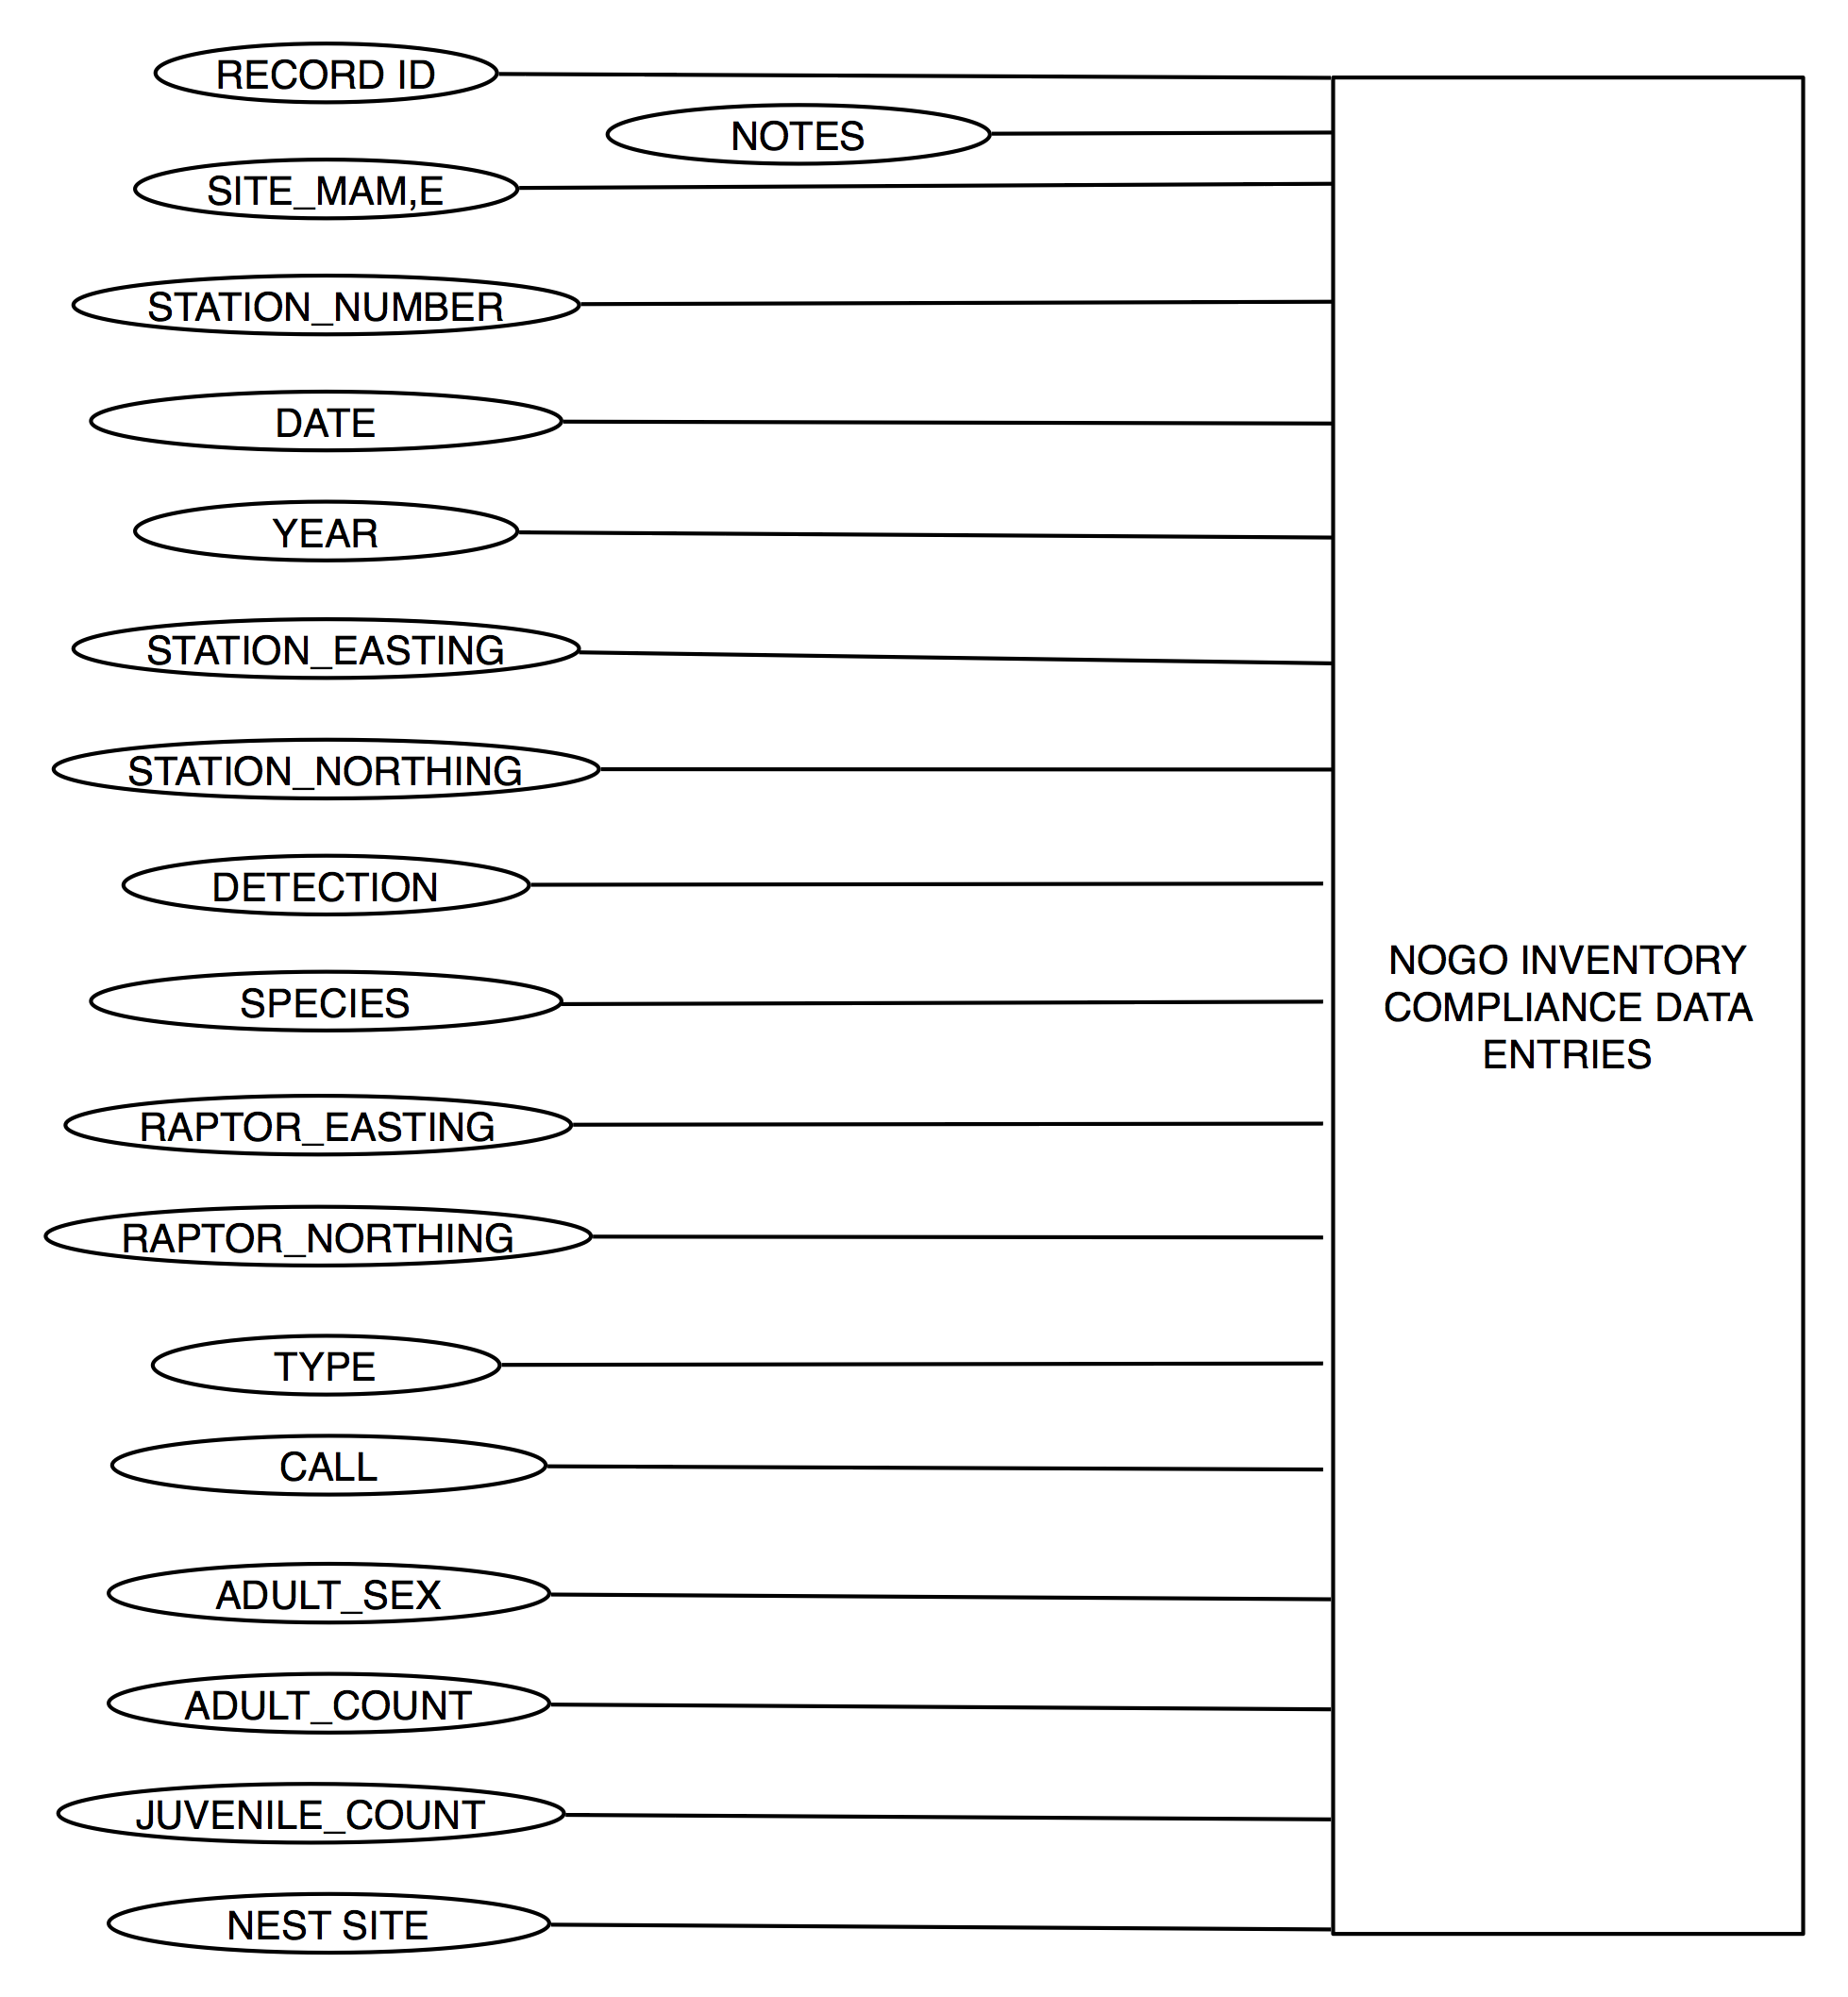 RECORD ID
NOTES
SITE_MAM,E
STATION_NUMBER
DATE
YEAR
STATION_EASTING
STATION_NORTHING
DETECTION
SPECIES
RAPTOR_EASTING
RAPTOR_NORTHING
TYPE
CALL
ADULT_SEX
ADULT_COUNT
JUVENILE_COUNT
NEST SITE
NOGO INVENTORY
COMPLIANCE DATA
ENTRIES